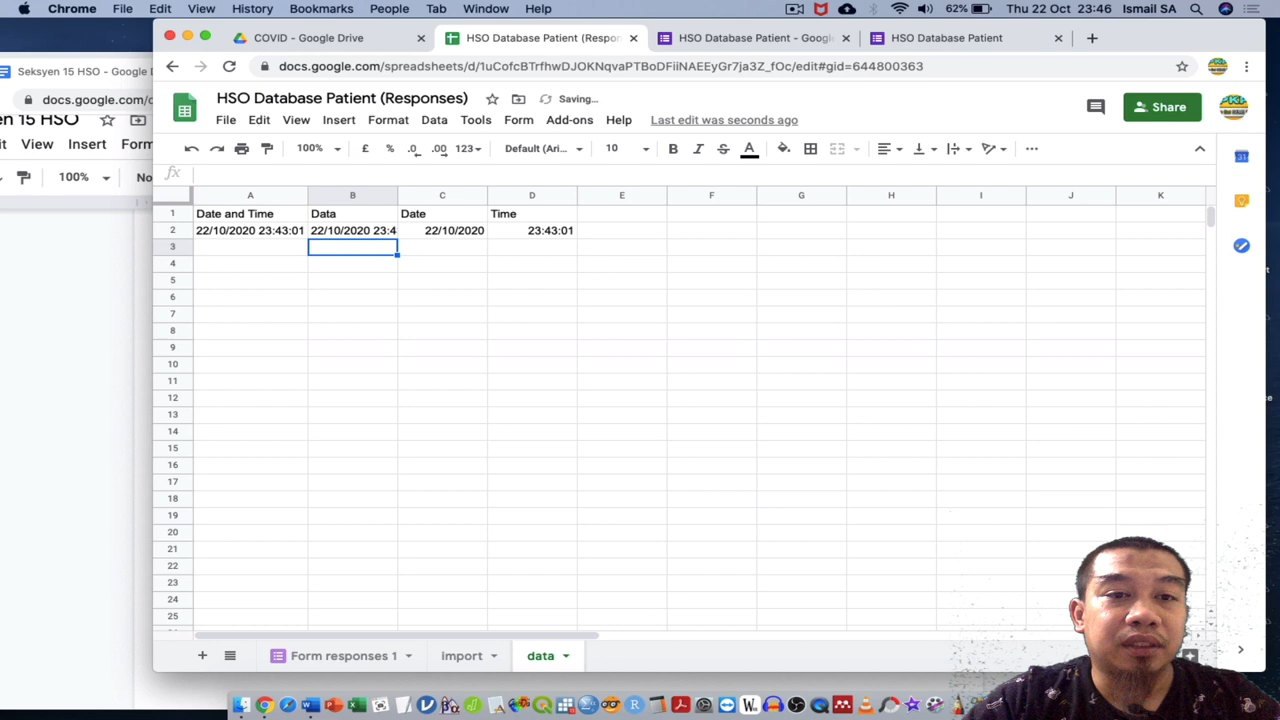 Chrome File Edit View History Bookmarks People Tab Window Help 62% Thu 22 Oct 23:46 Ismail SA
COVID - Google Drive
HSO Database Patient (Respon
HSO Database Patient - Googl
HSO Database Patient
Seksyen 15 HSO - Google E
docs.google.com/spreadsheets/d/1uCofcBTrfhwDJOKNqvaPTBoDFiiNAEEyGr7ja3Z_fOc/edit#gid=644800363
docs.google.com/c
HSO Database Patient (Responses)
Saving...
Share
en 15 HSO
File Edit View Insert Format Data Tools Form Add-ons Help Last edit was seconds ago
it View Insert Form
100% £ % .0 .00 123 Default (Ari... 10 B I S A
100% No
fx
A B C D E F G H I J K
1 Date and Time Data Date Time
2 22/10/2020 23:43:01 22/10/2020 23:4 22/10/2020 23:43:01
3
4
5
6
7
8
9
10
11
12
13
14
15
16
17
18
19
20
21
22
23
24
25
Form responses 1 import data